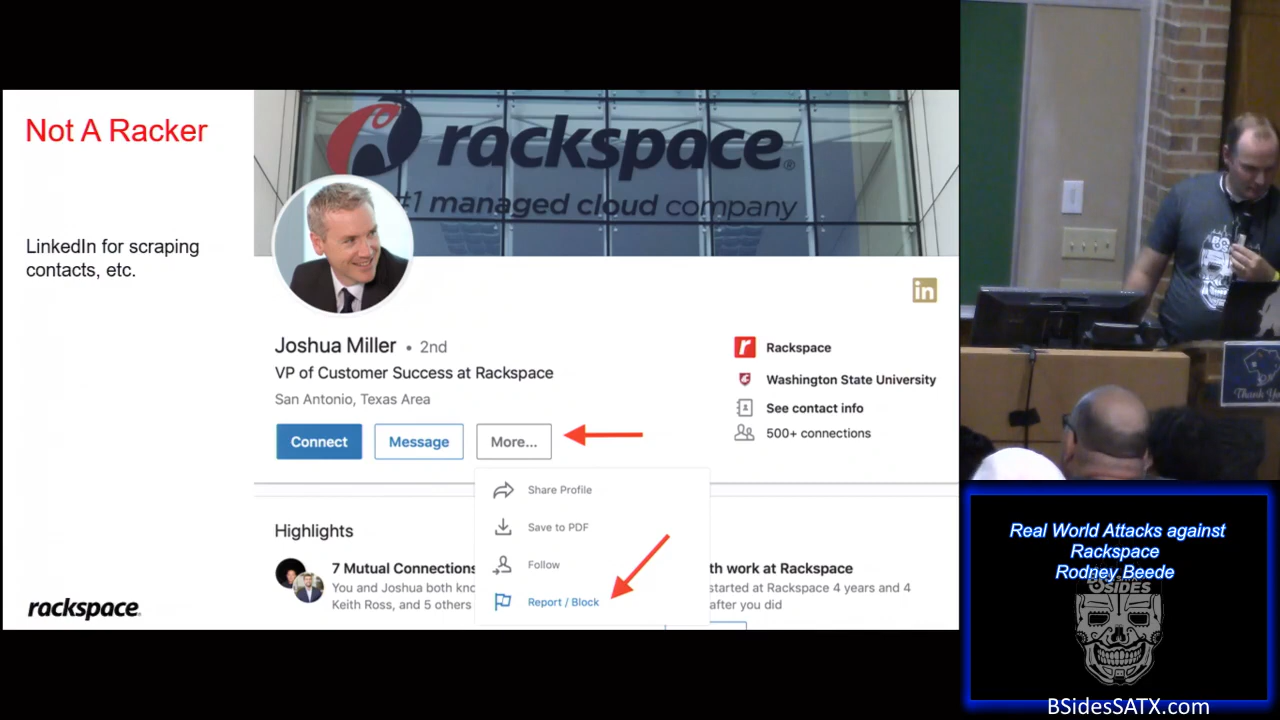 Not A Racker
LinkedIn for scraping
contacts, etc.
rackspace
rackspace®
#1 managed cloud company
in
Joshua Miller • 2nd
VP of Customer Success at Rackspace
San Antonio, Texas Area
Connect
Message
More...
r Rackspace
Washington State University
See contact info
500+ connections
Share Profile
Save to PDF
Follow
Report / Block
Highlights
7 Mutual Connections
You and Joshua both kno
Keith Ross, and 5 others
th work at Rackspace
started at Rackspace 4 years and 4
after you did
Thank
Real World Attacks against
Rackspace
Rodney Beede
SIDES
BSidesSATX.com